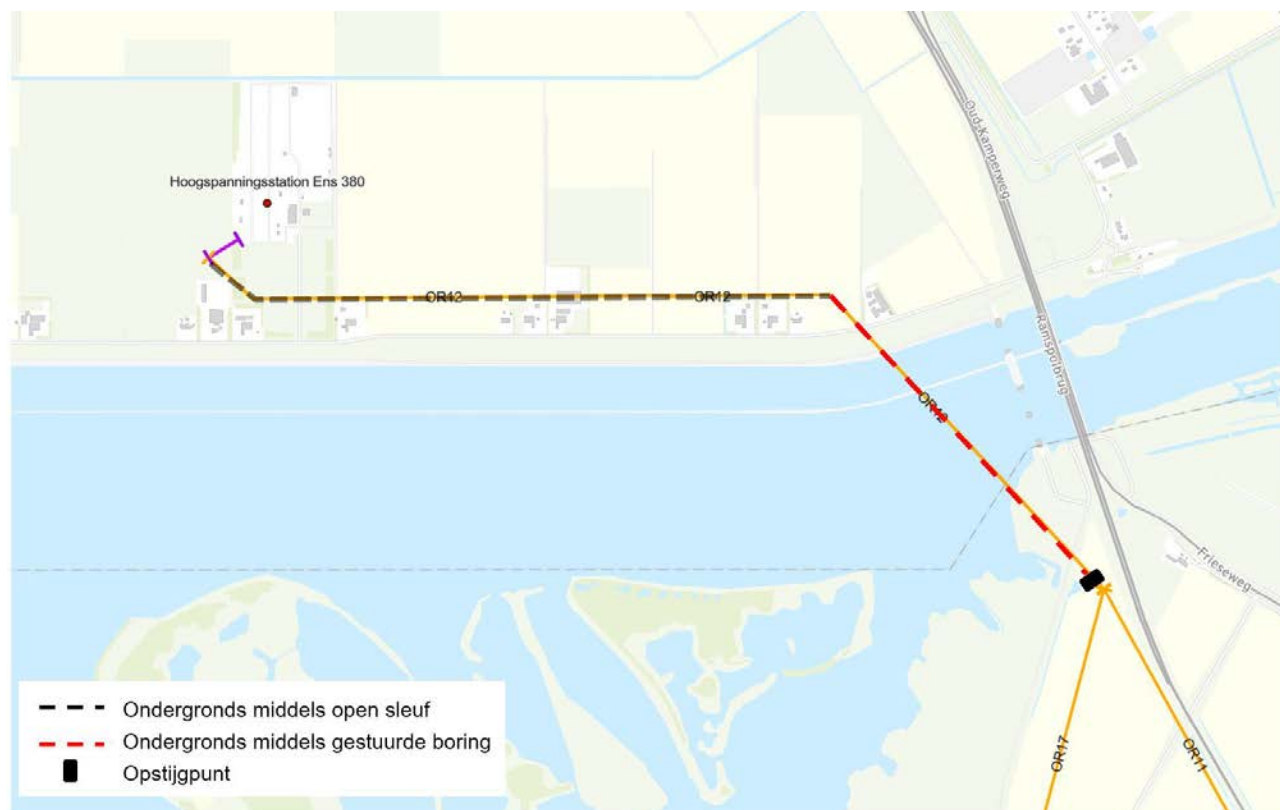 Oud-Kamperweg
Hoogspanningsstation Ens 380
OR12
OR12
Ramspolbrug
OR12
Frieseweg
OR17
OR11
Ondergronds middels open sleuf
Ondergronds middels gestuurde boring
Opstijgpunt